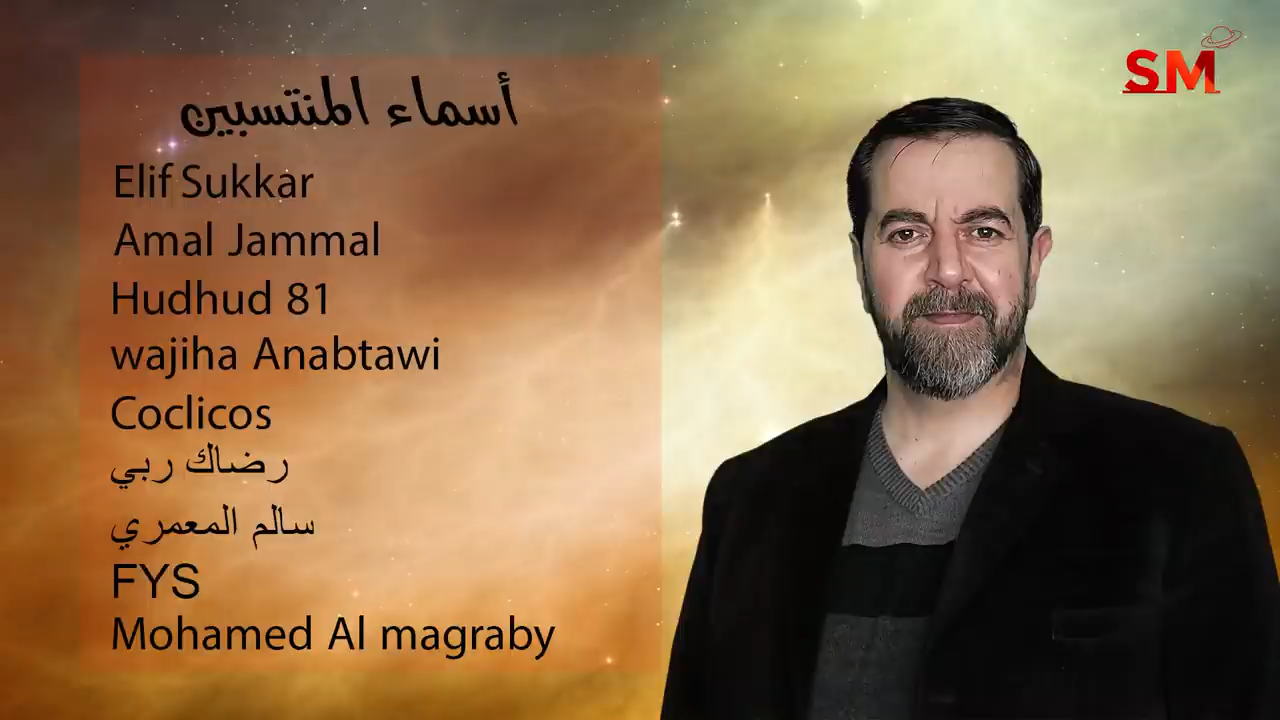 أسماء المنتسبين
SM
Elif Sukkar
Amal Jammal
Hudhud 81
wajiha Anabtawi
Coclicos
رضاك ربي
سالم المعمري
FYS
Mohamed Al magraby